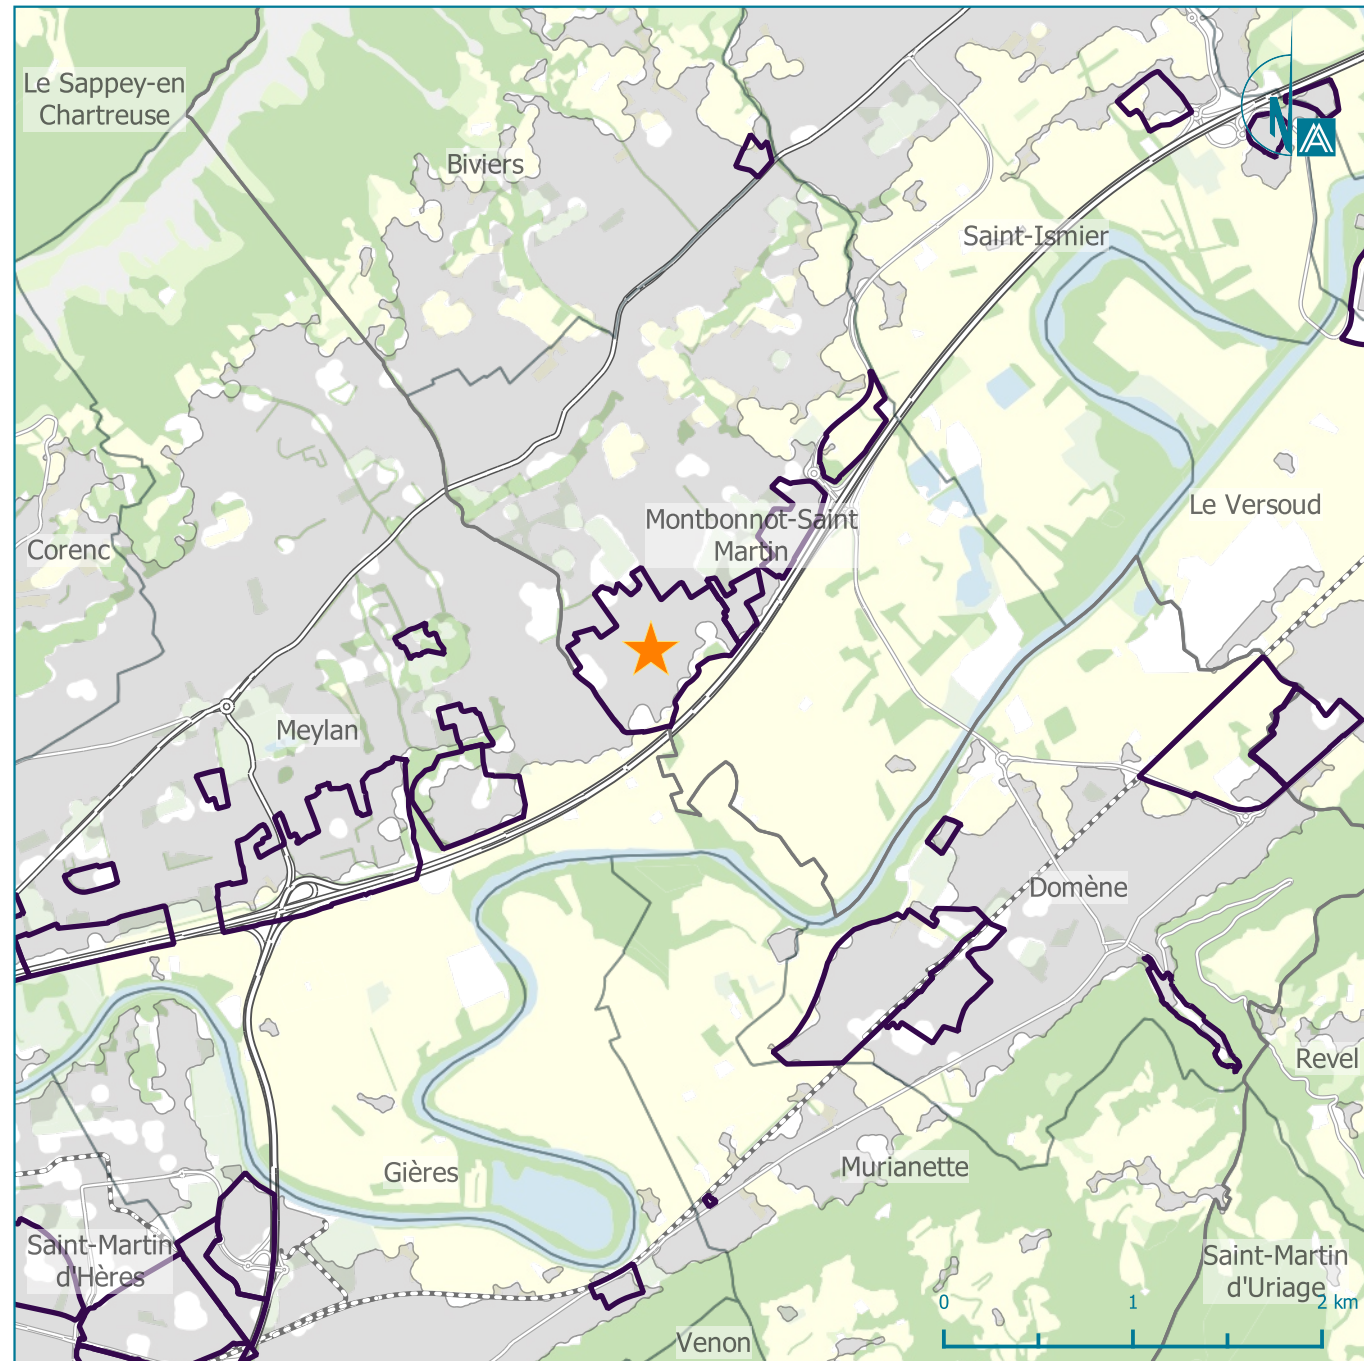 Le Sappey-en
Chartreuse
Biviers
N
Saint-Ismier
Le Versoud
Montbonnot-Saint
Martin
Corenc
Meylan
Domène
Revel
Gières
Murianette
Saint-Martin
d'Hères
Saint-Martin
d'Uriage
0 1 2 km
Venon